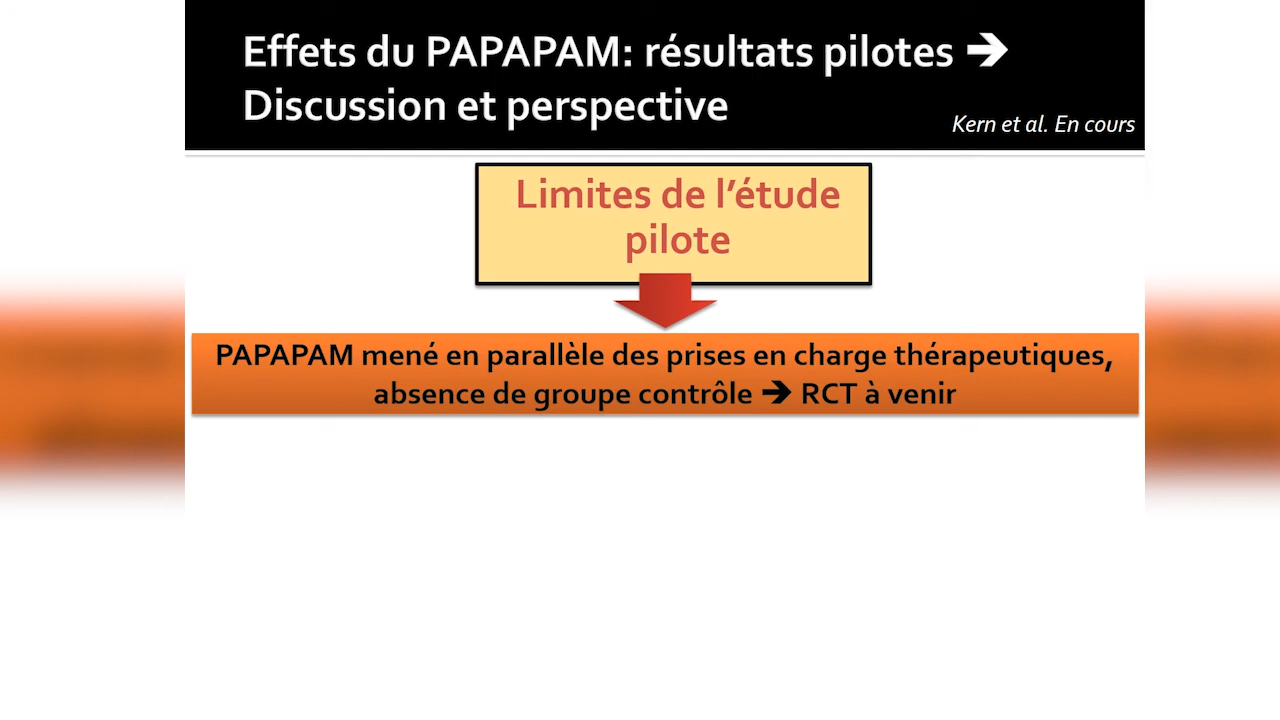 Effets du PAPAPAM: résultats pilotes ➔
Discussion et perspective
Kern et al. En cours
Limites de l’étude
pilote
PAPAPAM mené en parallèle des prises en charge thérapeutiques,
absence de groupe contrôle ➔ RCT à venir